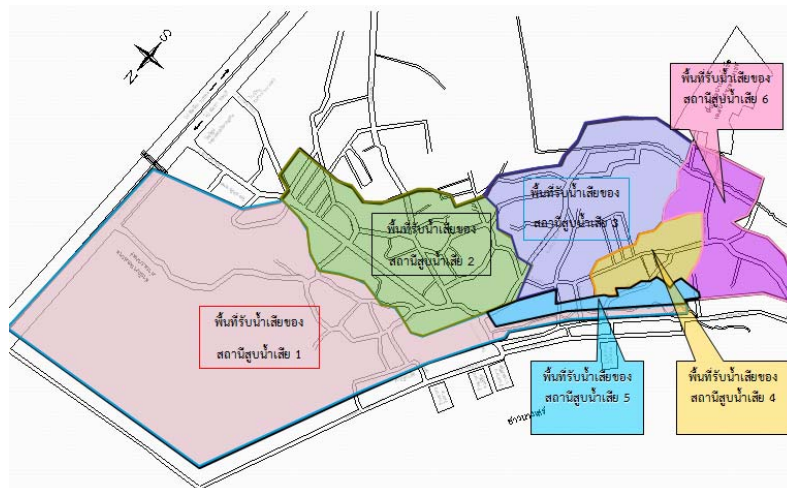 N
S
พื้นที่รับน้ำเสียของ
สถานีสูบน้ำเสีย 6
พื้นที่รับน้ำเสียของ
สถานีสูบน้ำเสีย 3
พื้นที่รับน้ำเสียของ
สถานีสูบน้ำเสีย 2
พื้นที่รับน้ำเสียของ
สถานีสูบน้ำเสีย 1
พื้นที่รับน้ำเสียของ
สถานีสูบน้ำเสีย 5
พื้นที่รับน้ำเสียของ
สถานีสูบน้ำเสีย 4